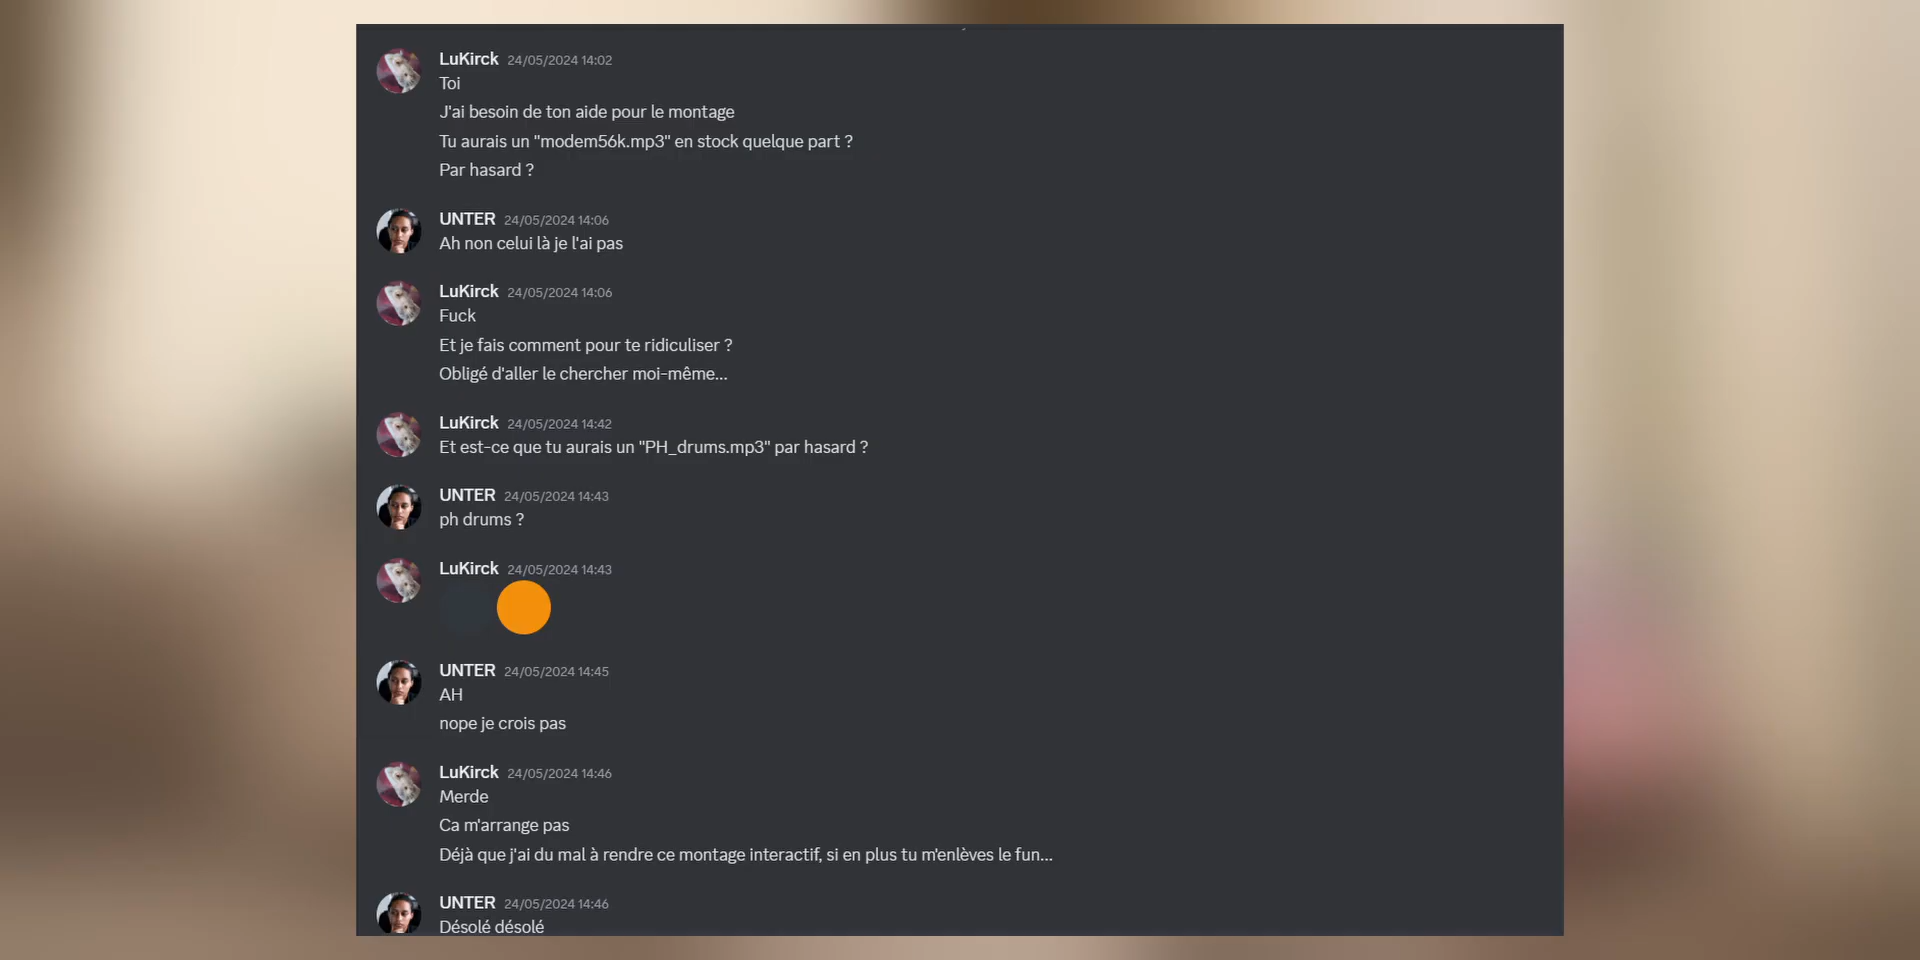 LuKirck 24/05/2024 14:02
Toi
J'ai besoin de ton aide pour le montage
Tu aurais un "modem56k.mp3" en stock quelque part ?
Par hasard ?
UNTER 24/05/2024 14:06
Ah non celui là je l'ai pas
LuKirck 24/05/2024 14:06
Fuck
Et je fais comment pour te ridiculiser ?
Obligé d'aller le chercher moi-même...
LuKirck 24/05/2024 14:42
Et est-ce que tu aurais un "PH_drums.mp3" par hasard ?
UNTER 24/05/2024 14:43
ph drums ?
LuKirck 24/05/2024 14:43
UNTER 24/05/2024 14:45
AH
nope je crois pas
LuKirck 24/05/2024 14:46
Merde
Ca m'arrange pas
Déjà que j'ai du mal à rendre ce montage interactif, si en plus tu m'enlèves le fun...
UNTER 24/05/2024 14:46
Désolé désolé